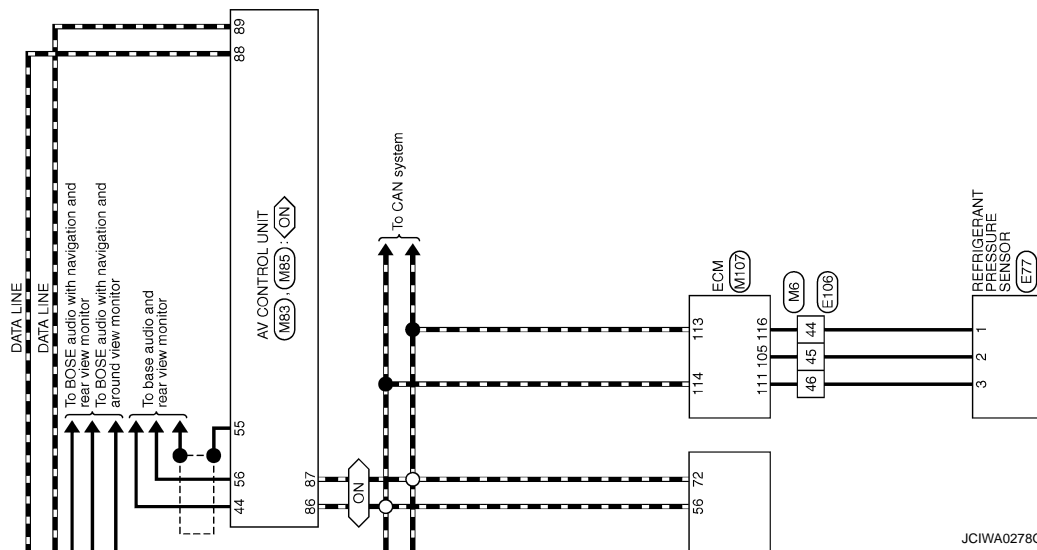 DATA LINE
DATA LINE
To BOSE audio with navigation and
rear view monitor
To BOSE audio with navigation and
around view monitor
To base audio and
rear view monitor
89
88
55
56
44
AV CONTROL UNIT
M83 , M85 : ON
87
86
ON
To CAN system
ECM
M107
113
114
116
105
111
72
56
M6
E106
44
45
46
REFRIGERANT
PRESSURE
SENSOR
E77
1
2
3